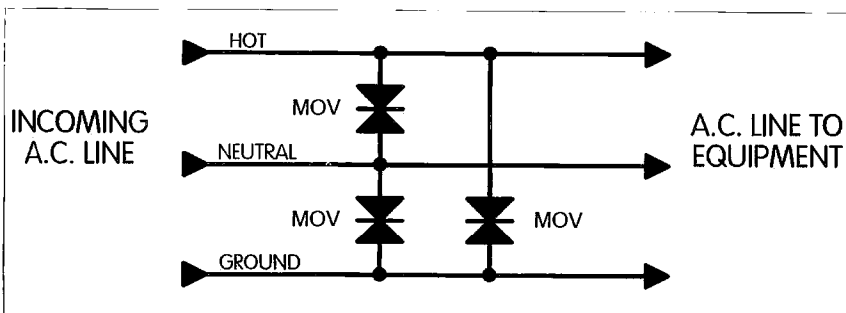 HOT
MOV
INCOMING
A.C. LINE
A.C. LINE TO
EQUIPMENT
NEUTRAL
MOV
MOV
GROUND